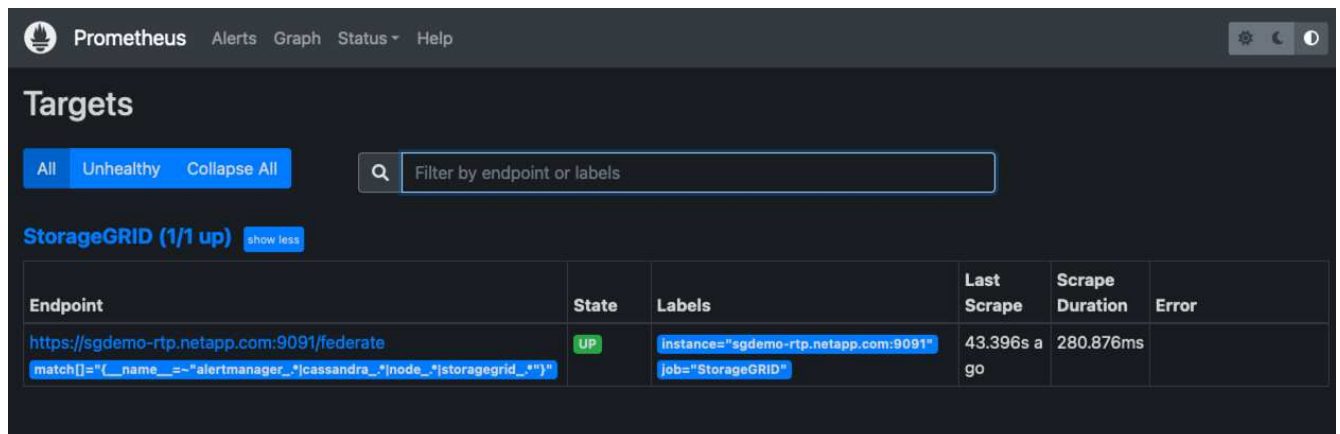 Prometheus Alerts Graph Status Help
Targets
All Unhealthy Collapse All Filter by endpoint or labels
StorageGRID (1/1 up) show less
Endpoint State Labels Last Scrape Scrape Duration Error
https://sgdemo-rtp.netapp.com:9091/federate UP instance="sgdemo-rtp.netapp.com:9091" 43.396s a 280.876ms
match[]="{__name__=~"alertmanager_.*|cassandra_.*|node_.*|storagegrid_.*"}" job="StorageGRID" go